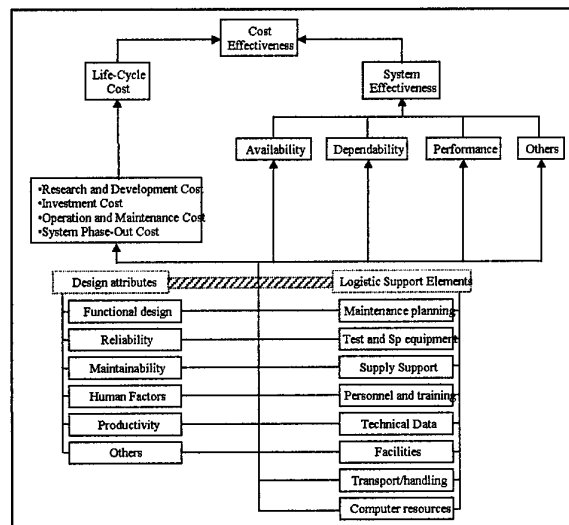 Cost
Effectiveness
Life-Cycle
Cost
System
Effectiveness
Availability
Dependability
Performance
Others
•Research and Development Cost
•Investment Cost
•Operation and Maintenance Cost
•System Phase-Out Cost
Design attributes
Logistic Support Elements
Functional design
Maintenance planning
Reliability
Test and Sp equipment
Maintainability
Supply Support
Human Factors
Personnel and training
Productivity
Technical Data
Others
Facilities
Transport/handling
Computer resources